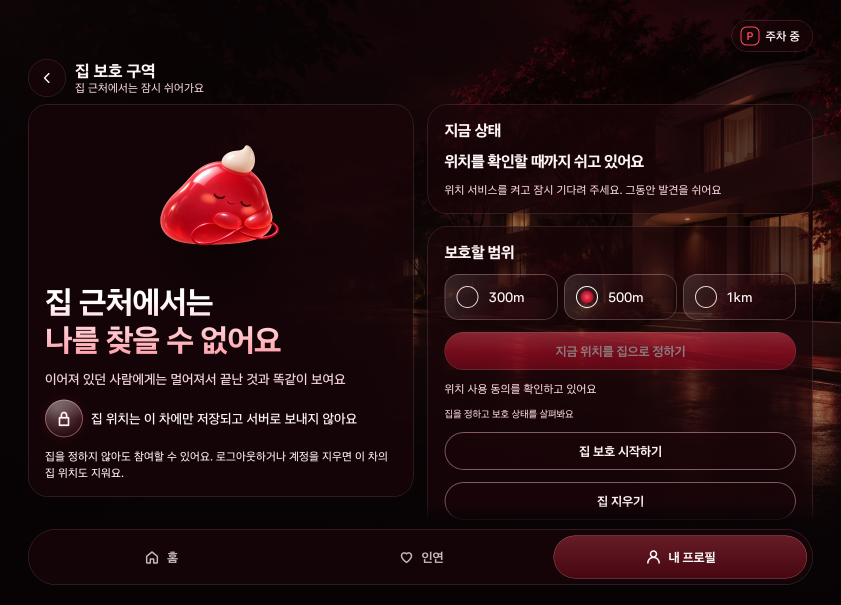 P 주차 중
집 보호 구역
집 근처에서는 잠시 쉬어가요
집 근처에서는
나를 찾을 수 없어요
이어져 있던 사람에게는 멀어져서 끝난 것과 똑같이 보여요
집 위치는 이 차에만 저장되고 서버로 보내지 않아요
집을 정하지 않아도 참여할 수 있어요. 로그아웃하거나 계정을 지우면 이 차의
집 위치도 지워요.
지금 상태
위치를 확인할 때까지 쉬고 있어요
위치 서비스를 켜고 잠시 기다려 주세요. 그동안 발견을 쉬어요
보호할 범위
300m
500m
1km
지금 위치를 집으로 정하기
위치 사용 동의를 확인하고 있어요
집을 정하고 보호 상태를 살펴봐요
집 보호 시작하기
집 지우기
홈
인연
내 프로필